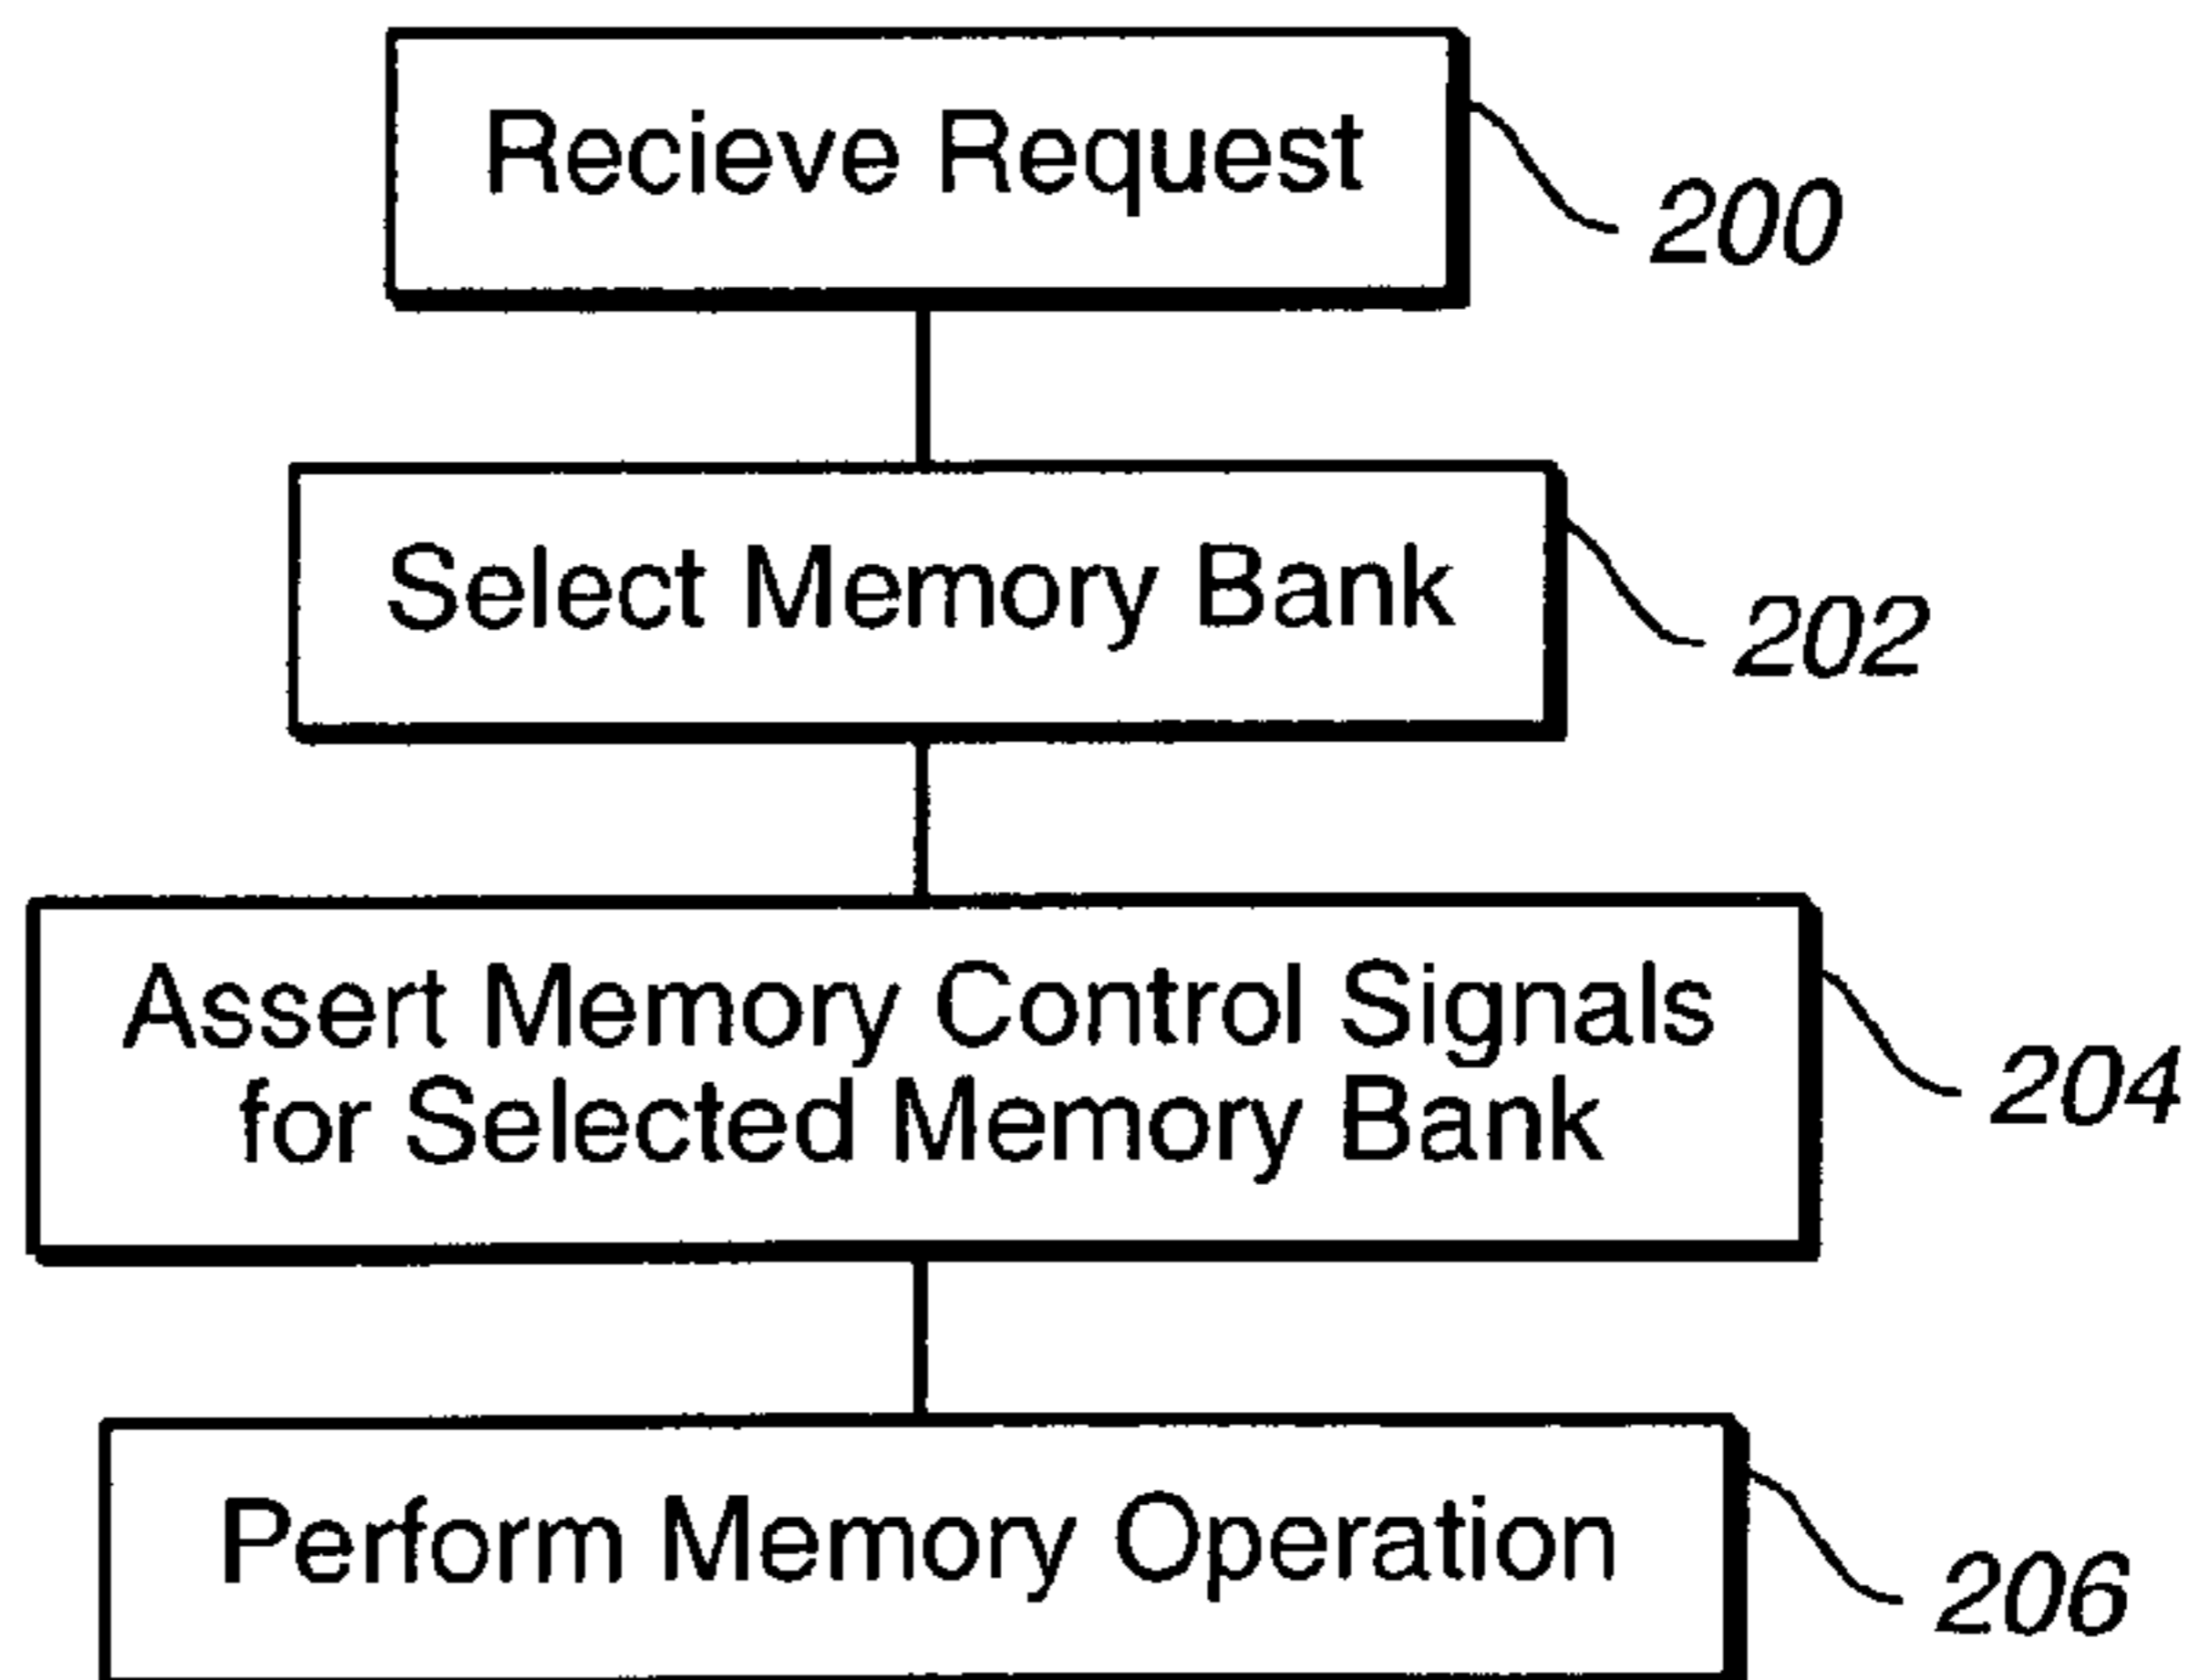 Recieve Request
200
Select Memory Bank
202
Assert Memory Control Signals
for Selected Memory Bank
204
Perform Memory Operation
206